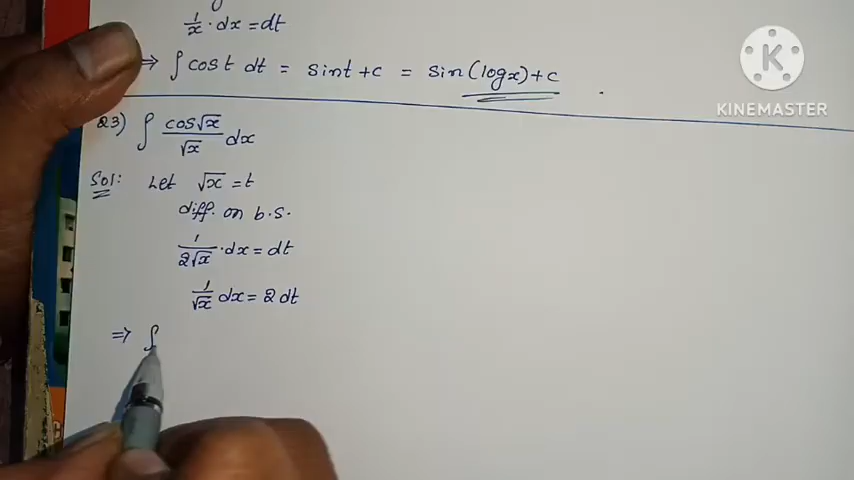 1/x · dx = dt
⇒ ∫ cos t dt = sin t + c = sin (log x) + c
K
KINEMASTER
23) ∫ cos√x / √x dx
Sol: Let √x = t
diff. on b.s.
1/2√x · dx = dt
1/√x dx = 2 dt
⇒ ∫